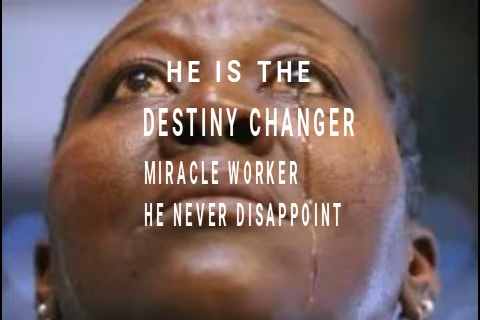 HE IS THE
DESTINY CHANGER
MIRACLE WORKER
HE NEVER DISAPPOINT